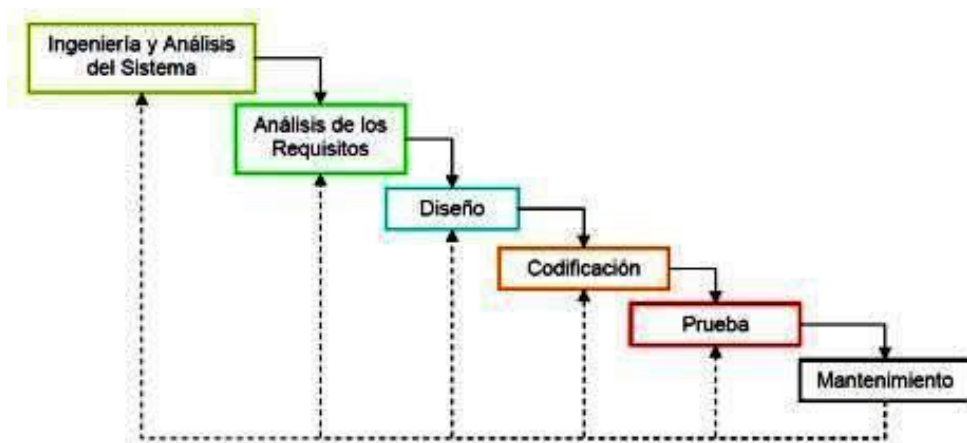 Ingeniería y Análisis
del Sistema
Análisis de los
Requisitos
Diseño
Codificación
Prueba
Mantenimiento